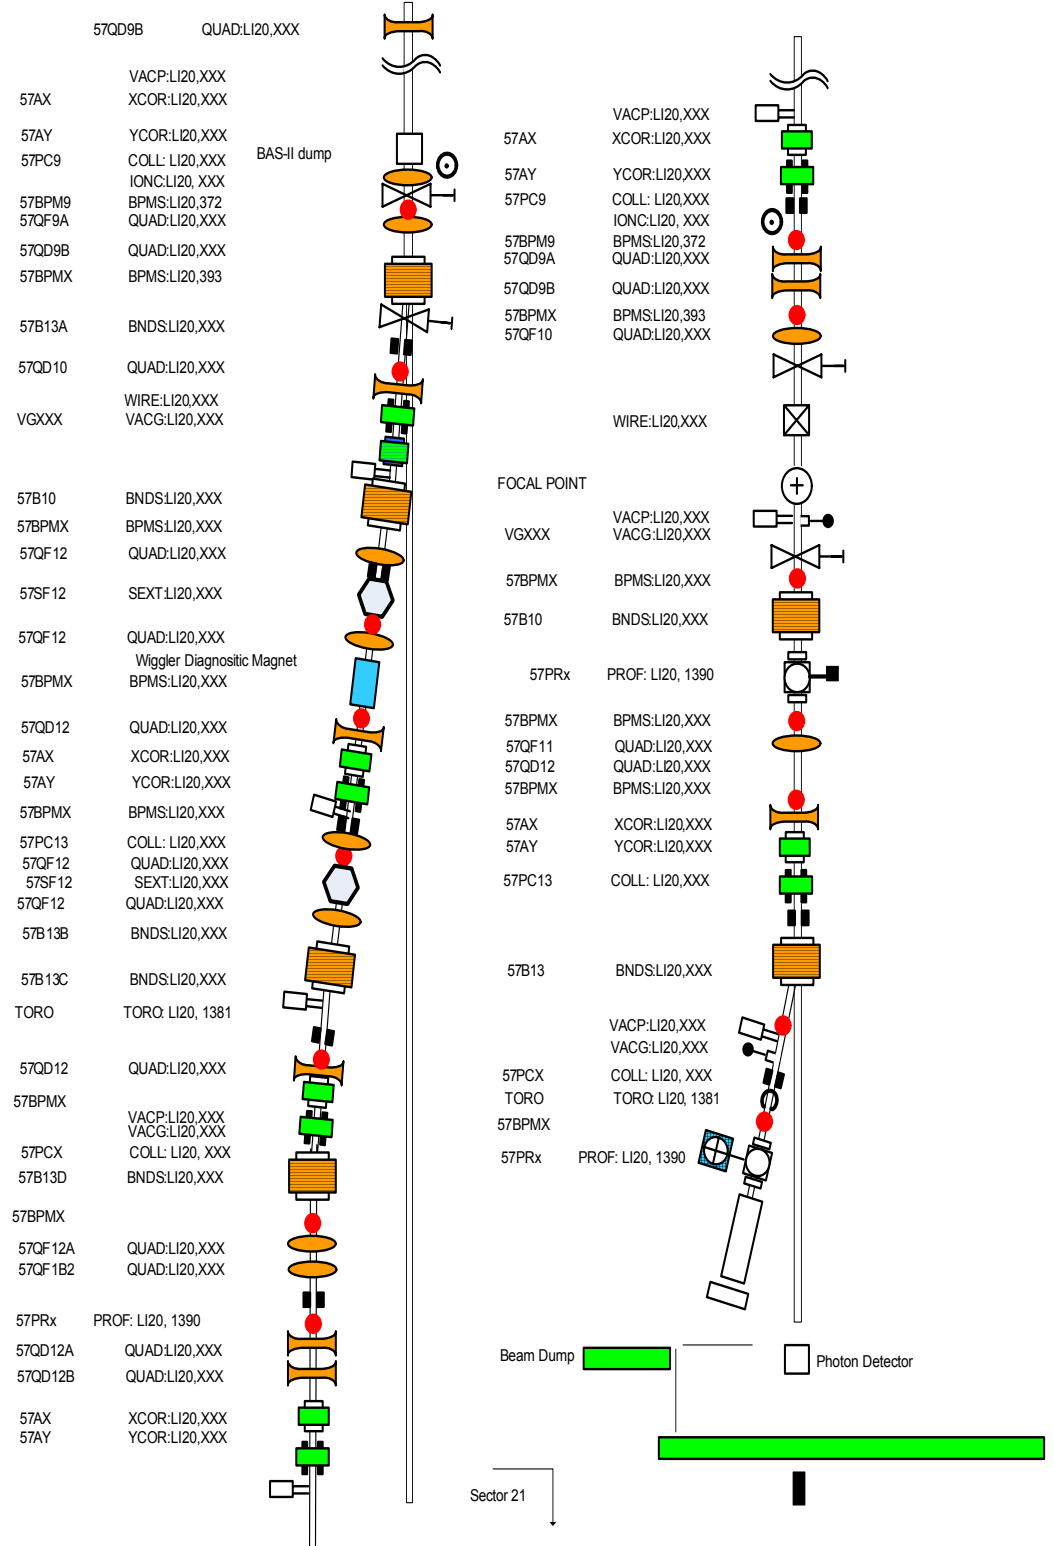 57QD9B QUAD:LI20,XXX
VACP:LI20,XXX
57AX XCOR:LI20,XXX
57AY YCOR:LI20,XXX
BAS-II dump
57PC9 COLL: LI20,XXX
IONC:LI20, XXX
57BPM9 BPMS:LI20,372
57QF9A QUAD:LI20,XXX
57QD9B QUAD:LI20,XXX
57BPMX BPMS:LI20,393
57B13A BNDS:LI20,XXX
57QD10 QUAD:LI20,XXX
WIRE:LI20,XXX
VGXXX VACG:LI20,XXX
57B10 BNDS:LI20,XXX
57BPMX BPMS:LI20,XXX
57QF12 QUAD:LI20,XXX
57SF12 SEXT:LI20,XXX
57QF12 QUAD:LI20,XXX
Wiggler Diagnositic Magnet
57BPMX BPMS:LI20,XXX
57QD12 QUAD:LI20,XXX
57AX XCOR:LI20,XXX
57AY YCOR:LI20,XXX
57BPMX BPMS:LI20,XXX
57PC13 COLL: LI20,XXX
57QF12 QUAD:LI20,XXX
57SF12 SEXT:LI20,XXX
57QF12 QUAD:LI20,XXX
57B13B BNDS:LI20,XXX
57B13C BNDS:LI20,XXX
TORO TORO: LI20, 1381
57QD12 QUAD:LI20,XXX
57BPMX
VACP:LI20,XXX
VACG:LI20,XXX
57PCX COLL: LI20, XXX
57B13D BNDS:LI20,XXX
57BPMX
57QF12A QUAD:LI20,XXX
57QF1B2 QUAD:LI20,XXX
57PRx PROF: LI20, 1390
57QD12A QUAD:LI20,XXX
57QD12B QUAD:LI20,XXX
57AX XCOR:LI20,XXX
57AY YCOR:LI20,XXX
VACP:LI20,XXX
57AX XCOR:LI20,XXX
57AY YCOR:LI20,XXX
57PC9 COLL: LI20,XXX
IONC:LI20, XXX
57BPM9 BPMS:LI20,372
57QD9A QUAD:LI20,XXX
57QD9B QUAD:LI20,XXX
57BPMX BPMS:LI20,393
57QF10 QUAD:LI20,XXX
WIRE:LI20,XXX
FOCAL POINT
VACP:LI20,XXX
VGXXX VACG:LI20,XXX
57BPMX BPMS:LI20,XXX
57B10 BNDS:LI20,XXX
57PRx PROF: LI20, 1390
57BPMX BPMS:LI20,XXX
57QF11 QUAD:LI20,XXX
57QD12 QUAD:LI20,XXX
57BPMX BPMS:LI20,XXX
57AX XCOR:LI20,XXX
57AY YCOR:LI20,XXX
57PC13 COLL: LI20,XXX
57B13 BNDS:LI20,XXX
VACP:LI20,XXX
VACG:LI20,XXX
57PCX COLL: LI20, XXX
TORO TORO: LI20, 1381
57BPMX
57PRx PROF: LI20, 1390
Beam Dump
Photon Detector
Sector 21